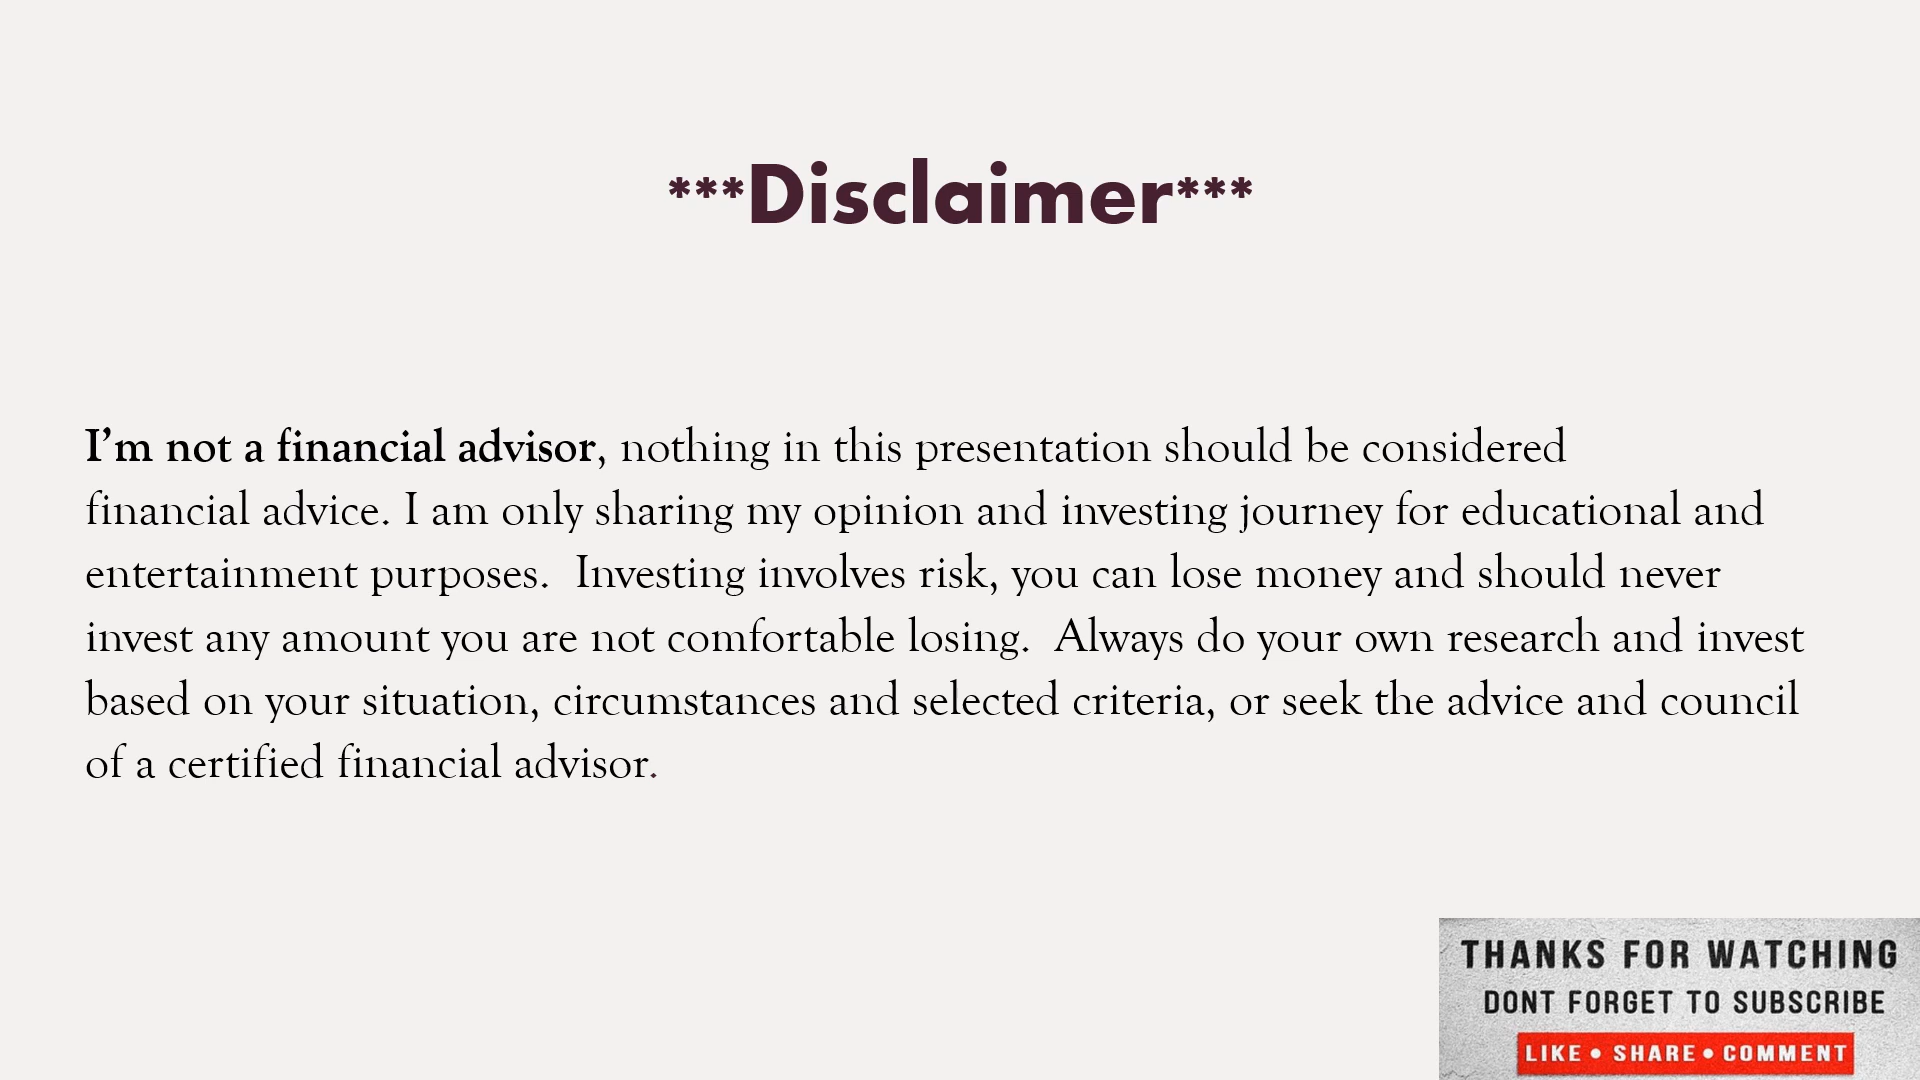 ***Disclaimer***
I’m not a financial advisor, nothing in this presentation should be considered
financial advice. I am only sharing my opinion and investing journey for educational and
entertainment purposes.  Investing involves risk, you can lose money and should never
invest any amount you are not comfortable losing.  Always do your own research and invest
based on your situation, circumstances and selected criteria, or seek the advice and council
of a certified financial advisor.
THANKS FOR WATCHING
DONT FORGET TO SUBSCRIBE
LIKE • SHARE • COMMENT